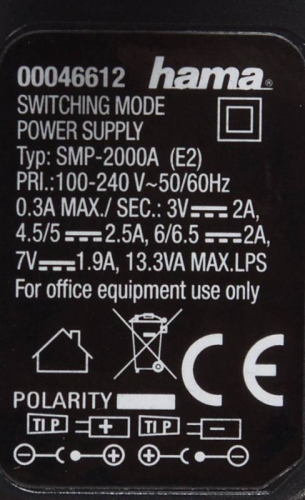 00046612 hama®
SWITCHING MODE
POWER SUPPLY
Typ: SMP-2000A (E2)
PRI.:100-240 V~50/60Hz
0.3A MAX./ SEC.: 3V⎓2A,
4.5/5⎓2.5A, 6/6.5⎓2A,
7V⎓1.9A, 13.3VA MAX.LPS
For office equipment use only
CE
POLARITY
TIP = + TIP = -